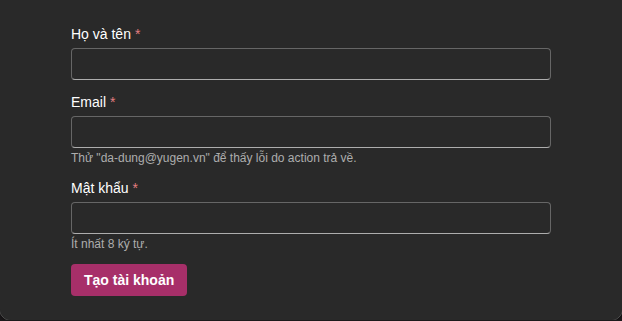 Họ và tên *
Email *
Thử "da-dung@yugen.vn" để thấy lỗi do action trả về.
Mật khẩu *
Ít nhất 8 ký tự.
Tạo tài khoản